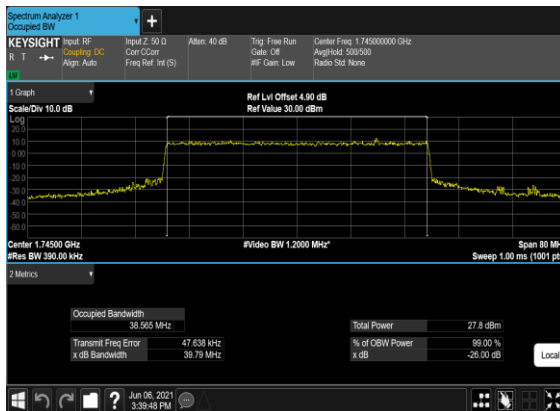 Spectrum Analyzer 1
Occupied BW
KEYSIGHT
R T
Input: RF
Coupling: DC
Align: Auto
Input Z: 50 Ω
Corr CCorr
Freq Ref: Int (S)
Atten: 40 dB
Trig: Free Run
Gate: Off
#IF Gain: Low
Center Freq: 1.745000000 GHz
Avg|Hold: 500/500
Radio Std: None
1 Graph
Scale/Div 10.0 dB
Ref Lvl Offset 4.90 dB
Ref Value 30.00 dBm
Log
20.0
10.0
0.00
-10.0
-20.0
-30.0
-40.0
-50.0
-60.0
Center 1.74500 GHz
#Video BW 1.2000 MHz*
Span 80 MH
#Res BW 390.00 kHz
Sweep 1.00 ms (1001 pts
2 Metrics
Occupied Bandwidth
38.565 MHz
Total Power 27.8 dBm
Transmit Freq Error 47.638 kHz
% of OBW Power 99.00 %
x dB Bandwidth 39.79 MHz
x dB -26.00 dB
Local
?
Jun 06, 2021
3:39:48 PM